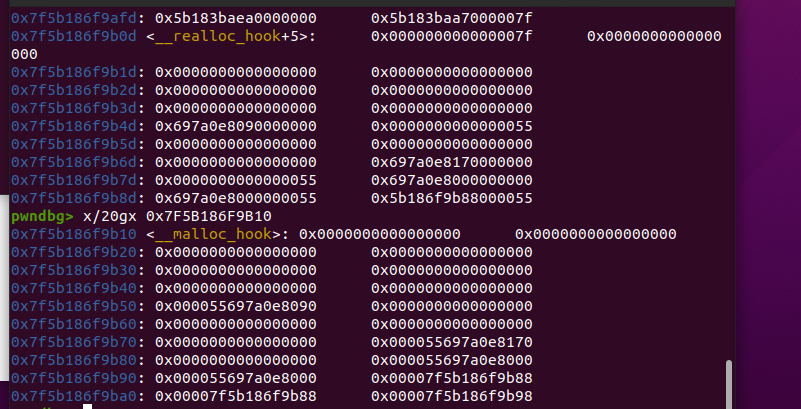 0x7f5b186f9afd: 0x5b183baea0000000 0x5b183baa7000007f
0x7f5b186f9b0d <__realloc_hook+5>: 0x000000000000007f 0x0000000000000
000
0x7f5b186f9b1d: 0x0000000000000000 0x0000000000000000
0x7f5b186f9b2d: 0x0000000000000000 0x0000000000000000
0x7f5b186f9b3d: 0x0000000000000000 0x0000000000000000
0x7f5b186f9b4d: 0x697a0e8090000000 0x0000000000000055
0x7f5b186f9b5d: 0x0000000000000000 0x0000000000000000
0x7f5b186f9b6d: 0x0000000000000000 0x697a0e8170000000
0x7f5b186f9b7d: 0x0000000000000055 0x697a0e8000000000
0x7f5b186f9b8d: 0x697a0e8000000055 0x5b186f9b88000055
pwndbg> x/20gx 0x7F5B186F9B10
0x7f5b186f9b10 <__malloc_hook>: 0x0000000000000000 0x0000000000000000
0x7f5b186f9b20: 0x0000000000000000 0x0000000000000000
0x7f5b186f9b30: 0x0000000000000000 0x0000000000000000
0x7f5b186f9b40: 0x0000000000000000 0x0000000000000000
0x7f5b186f9b50: 0x000055697a0e8090 0x0000000000000000
0x7f5b186f9b60: 0x0000000000000000 0x0000000000000000
0x7f5b186f9b70: 0x0000000000000000 0x000055697a0e8170
0x7f5b186f9b80: 0x0000000000000000 0x000055697a0e8000
0x7f5b186f9b90: 0x000055697a0e8000 0x00007f5b186f9b88
0x7f5b186f9ba0: 0x00007f5b186f9b88 0x00007f5b186f9b98